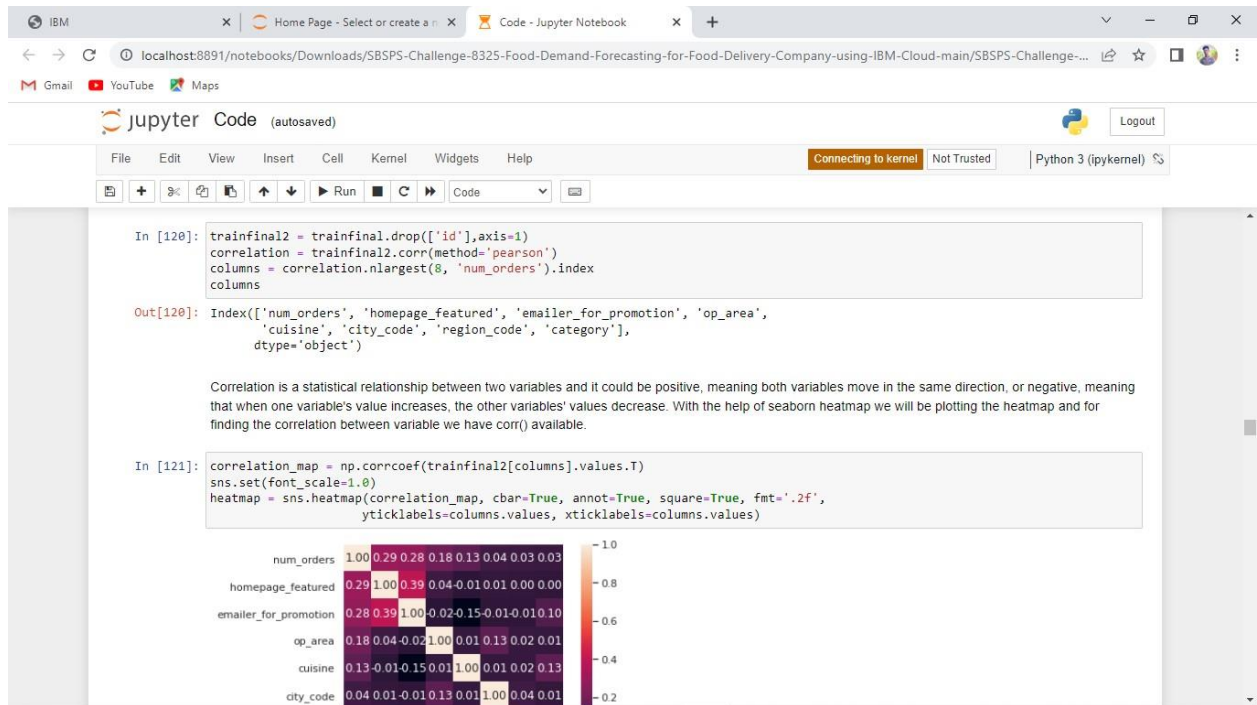 IBM
Home Page - Select or create a n
Code - Jupyter Notebook
localhost:8891/notebooks/Downloads/SBSPS-Challenge-8325-Food-Demand-Forecasting-for-Food-Delivery-Company-using-IBM-Cloud-main/SBSPS-Challenge-...
Gmail YouTube Maps
jupyter Code (autosaved)
Logout
File Edit View Insert Cell Kernel Widgets Help
Connecting to kernel Not Trusted Python 3 (ipykernel)
Run Code
In [120]: trainfinal2 = trainfinal.drop(['id'],axis=1)
correlation = trainfinal2.corr(method='pearson')
columns = correlation.nlargest(8, 'num_orders').index
columns
Out[120]: Index(['num_orders', 'homepage_featured', 'emailer_for_promotion', 'op_area',
'cuisine', 'city_code', 'region_code', 'category'],
dtype='object')
Correlation is a statistical relationship between two variables and it could be positive, meaning both variables move in the same direction, or negative, meaning
that when one variable's value increases, the other variables' values decrease. With the help of seaborn heatmap we will be plotting the heatmap and for
finding the correlation between variable we have corr() available.
In [121]: correlation_map = np.corrcoef(trainfinal2[columns].values.T)
sns.set(font_scale=1.0)
heatmap = sns.heatmap(correlation_map, cbar=True, annot=True, square=True, fmt='.2f',
yticklabels=columns.values, xticklabels=columns.values)
num_orders 1.00 0.29 0.28 0.18 0.13 0.04 0.03 0.03
homepage_featured 0.29 1.00 0.39 0.04 -0.01 0.01 0.00 0.00
emailer_for_promotion 0.28 0.39 1.00 -0.02 -0.15 -0.01 -0.01 0.10
op_area 0.18 0.04 -0.02 1.00 0.01 0.13 0.02 0.01
cuisine 0.13 -0.01 -0.15 0.01 1.00 0.01 0.02 0.13
city_code 0.04 0.01 -0.01 0.13 0.01 1.00 0.04 0.01
1.0
0.8
0.6
0.4
0.2